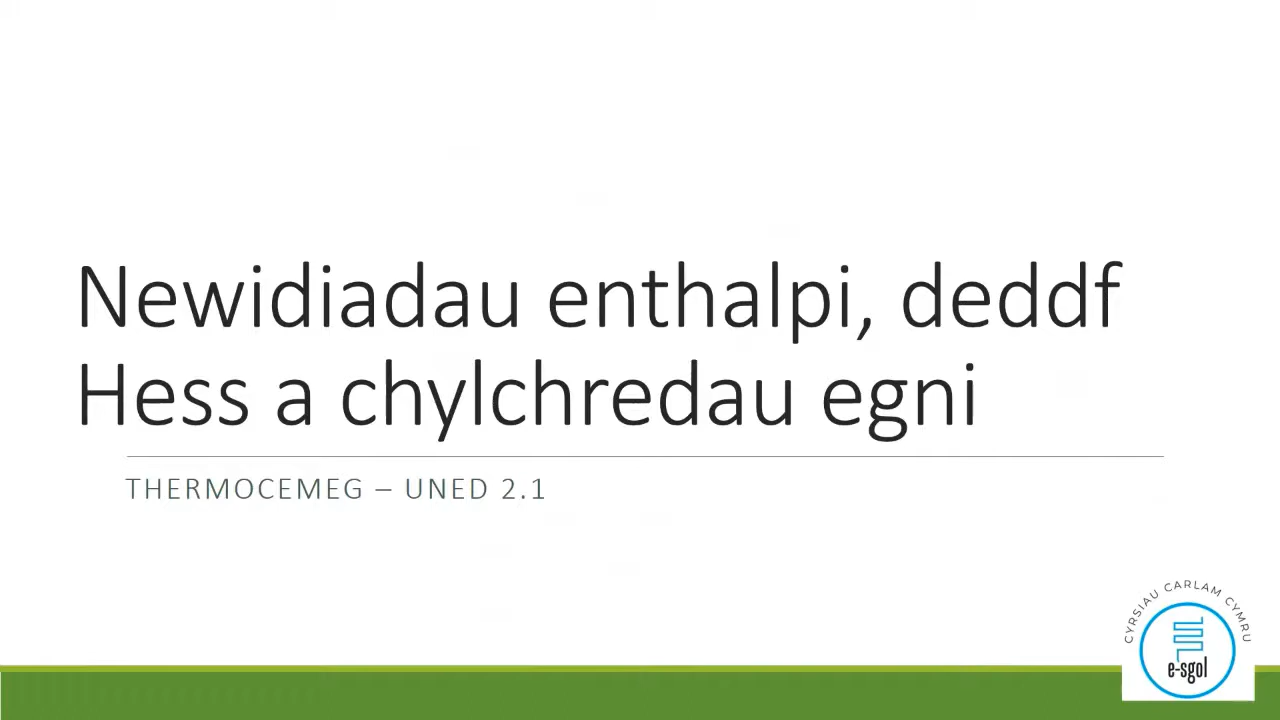 Newidiadau enthalpi, deddf
Hess a chylchredau egni
THERMOCEMEG – UNED 2.1
CYRSIAU CARLAM CYMRU
e-sgol